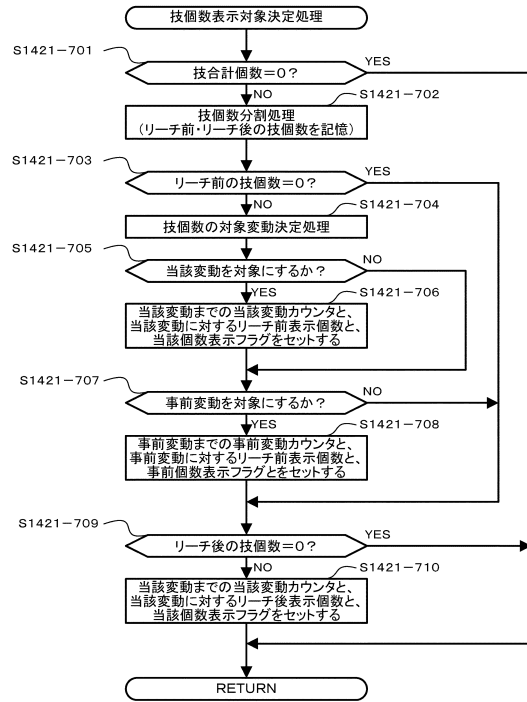 技個数表示対象決定処理
S1421-701
技合計個数=0?
YES
NO
S1421-702
技個数分割処理
(リーチ前・リーチ後の技個数を記憶)
S1421-703
リーチ前の技個数=0?
YES
NO
S1421-704
技個数の対象変動決定処理
S1421-705
当該変動を対象にするか?
NO
YES
S1421-706
当該変動までの当該変動カウンタと、
当該変動に対するリーチ前表示個数と、
当該個数表示フラグをセットする
S1421-707
事前変動を対象にするか?
NO
YES
S1421-708
事前変動までの事前変動カウンタと、
事前変動に対するリーチ前表示個数と、
事前個数表示フラグとをセットする
S1421-709
リーチ後の技個数=0?
YES
NO
S1421-710
当該変動までの当該変動カウンタと、
当該変動に対するリーチ後表示個数と、
当該個数表示フラグをセットする
RETURN